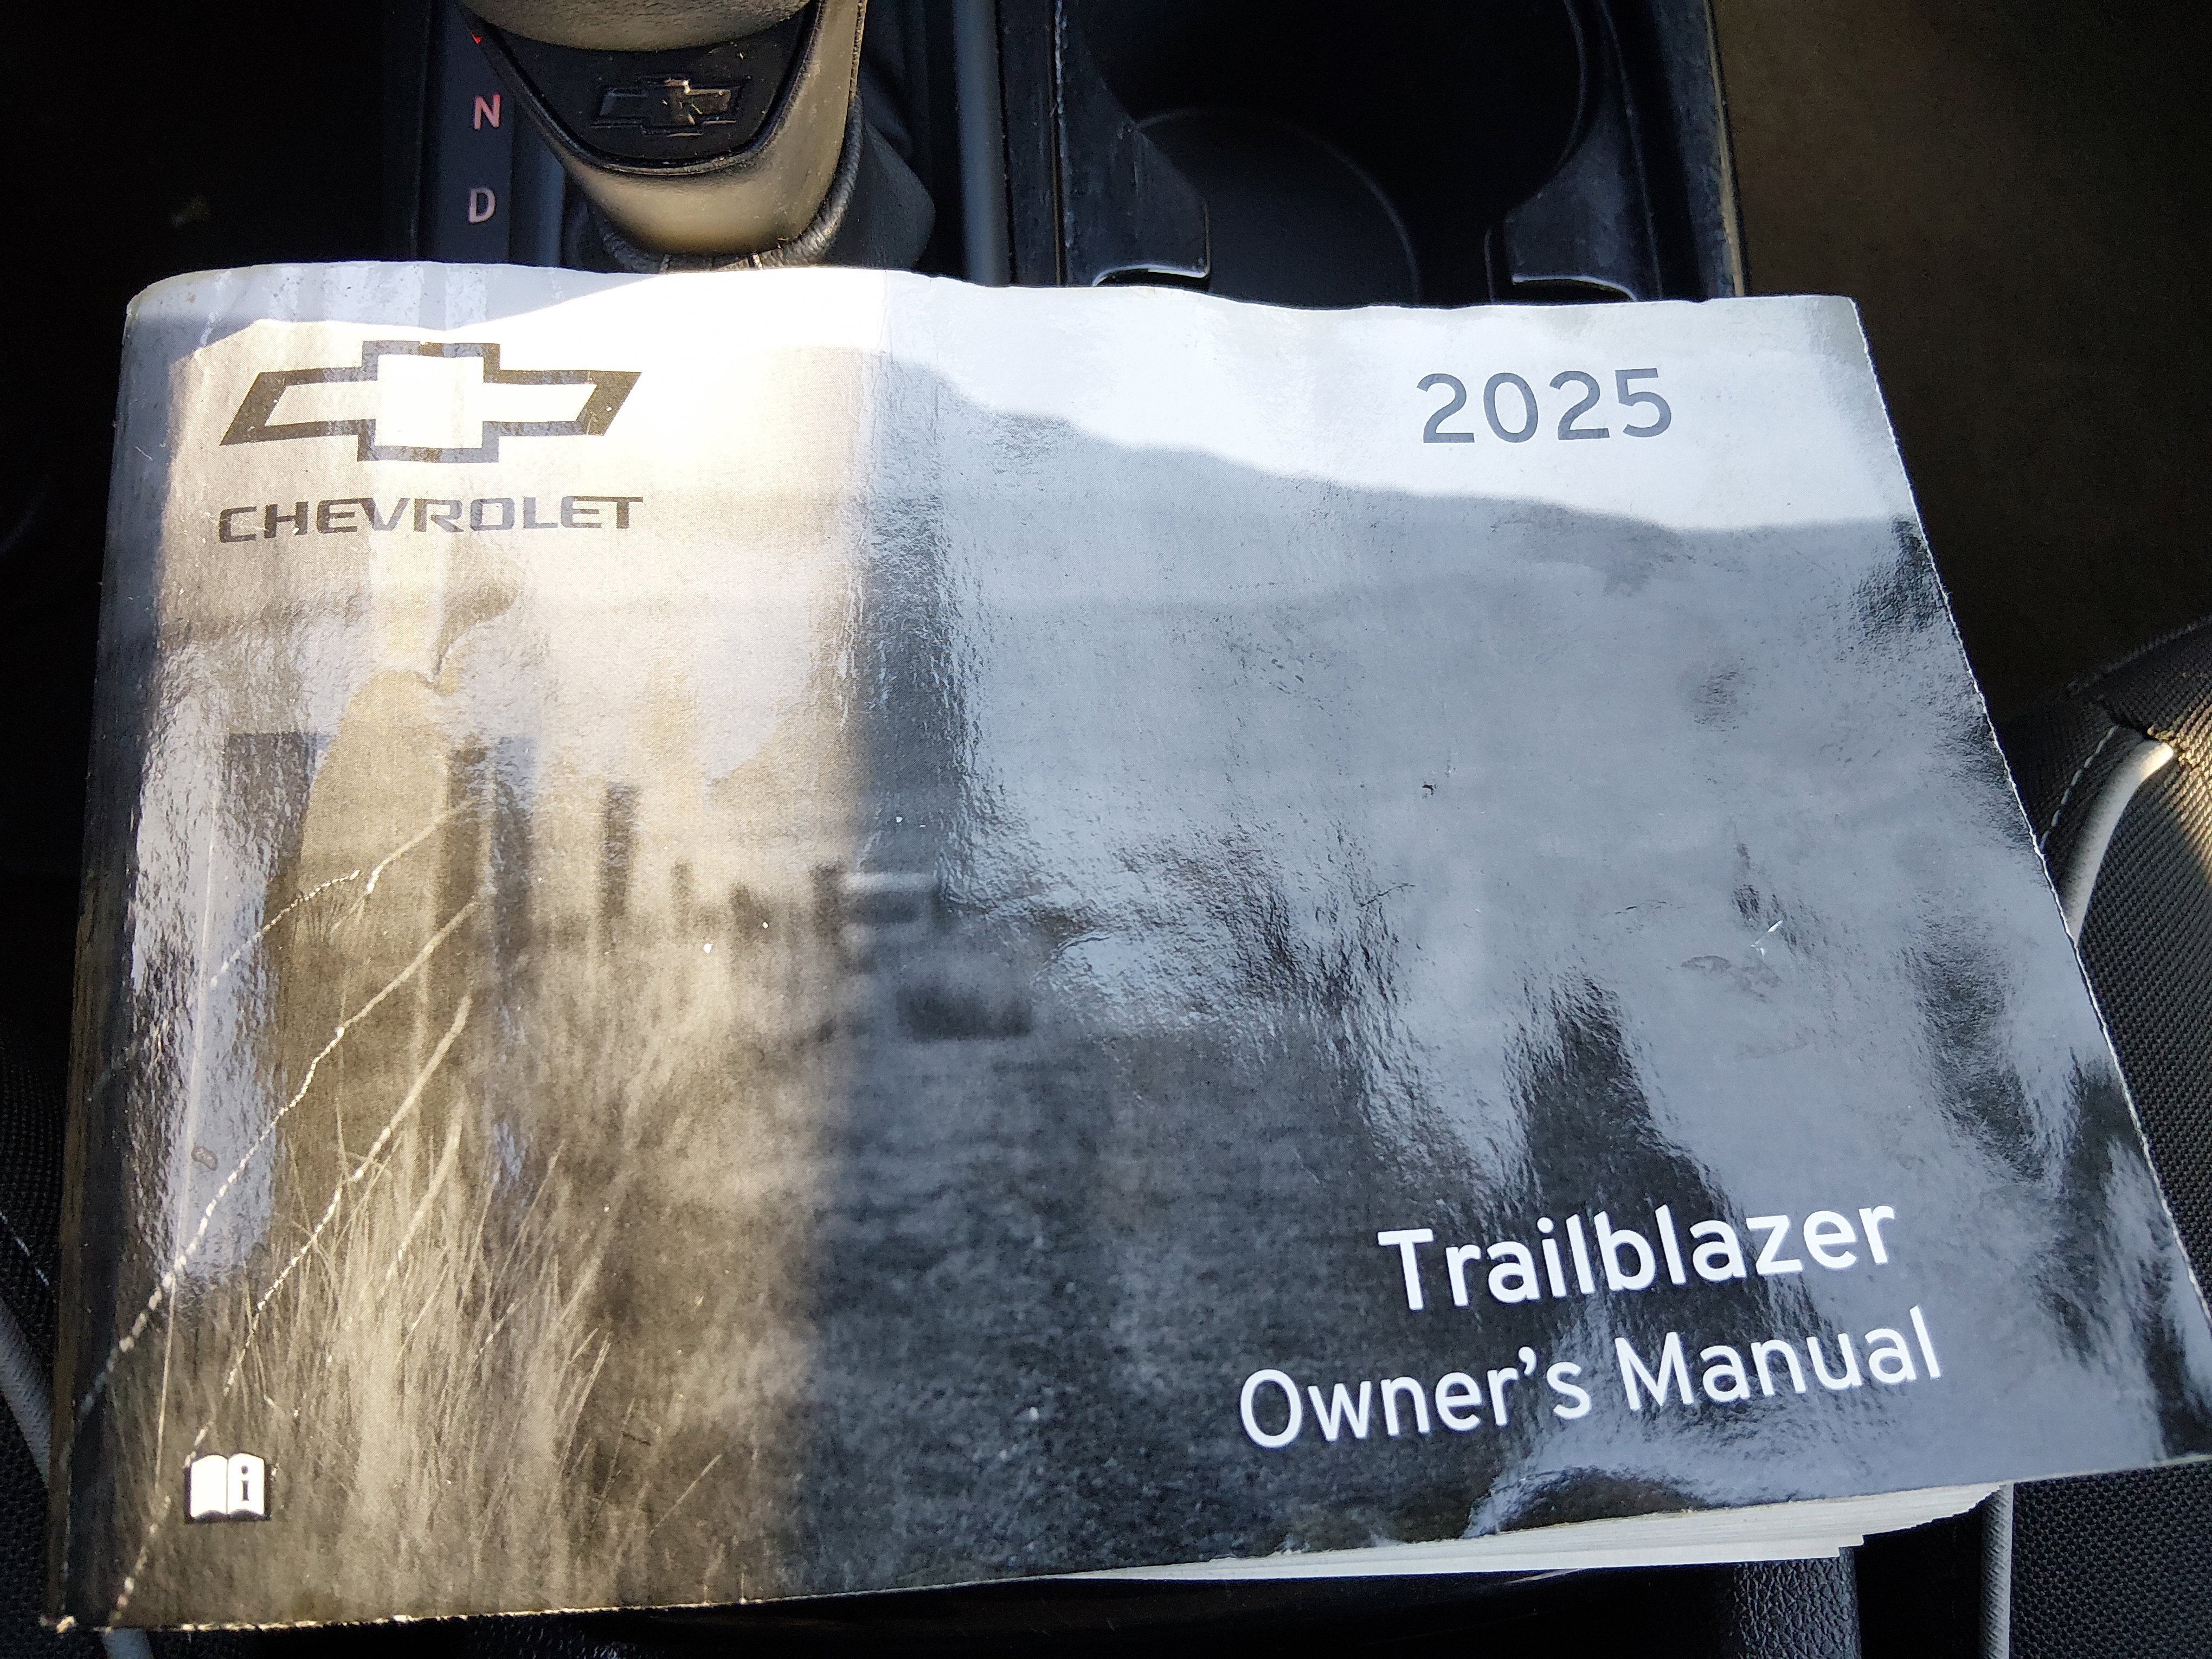 N
D
CHEVROLET
2025
Trailblazer
Owner's Manual
i